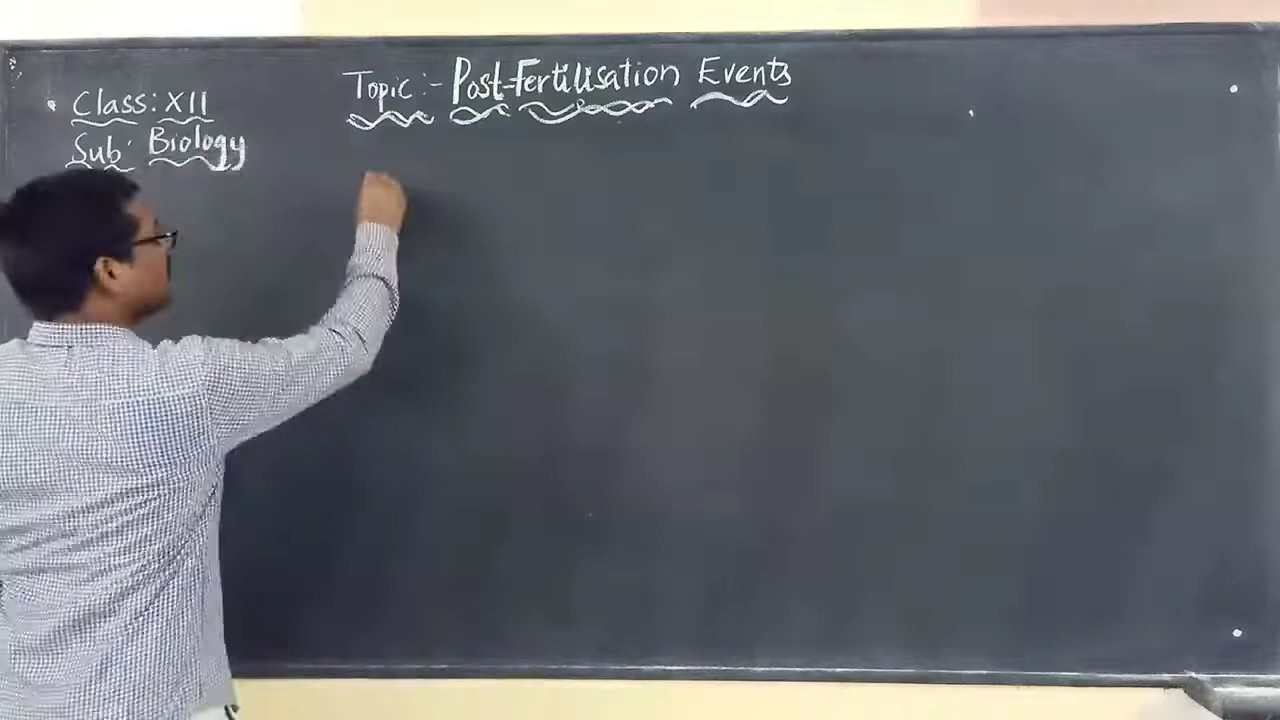 Topic :- Post-Fertilisation Events
Class: XII
Sub: Biology